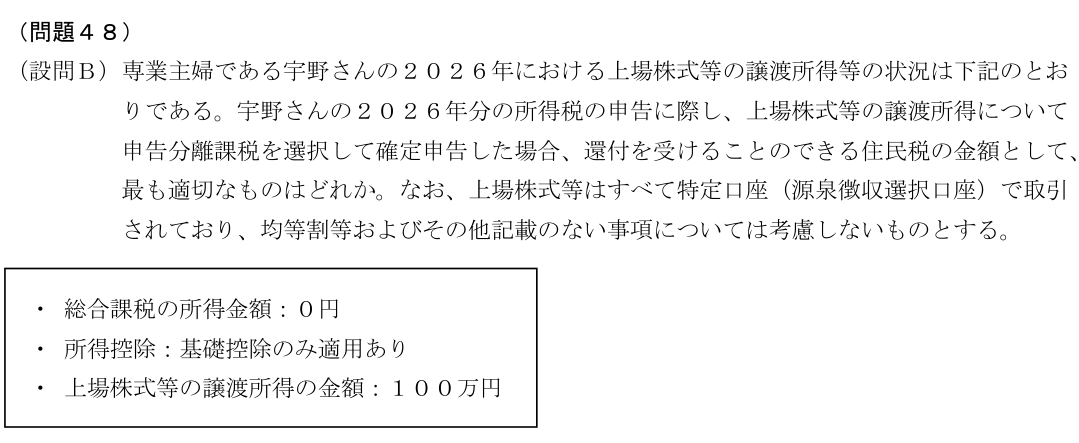 （問題４８）
（設問Ｂ）専業主婦である宇野さんの２０２６年における上場株式等の譲渡所得等の状況は下記のとお
りである。宇野さんの２０２６年分の所得税の申告に際し、上場株式等の譲渡所得について
申告分離課税を選択して確定申告した場合、還付を受けることのできる住民税の金額として、
最も適切なものはどれか。なお、上場株式等はすべて特定口座（源泉徴収選択口座）で取引
されており、均等割等およびその他記載のない事項については考慮しないものとする。
・ 総合課税の所得金額：０円
・ 所得控除：基礎控除のみ適用あり
・ 上場株式等の譲渡所得の金額：１００万円